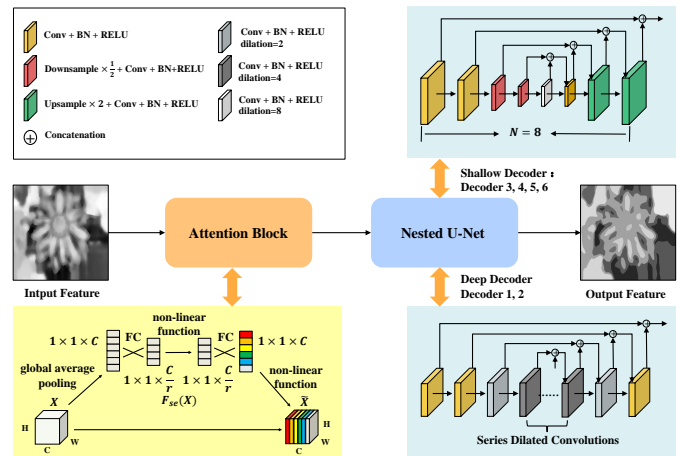 Conv + BN + RELU
Downsample ×1/2 + Conv + BN+RELU
Upsample × 2 + Conv + BN + RELU
Concatenation
Conv + BN + RELU
dilation=2
Conv + BN + RELU
dilation=4
Conv + BN + RELU
dilation=8
N = 8
Shallow Decoder：
Decoder 3, 4, 5, 6
Attention Block
Nested U-Net
Intput Feature
Output Feature
Deep Decoder
Decoder 1, 2
non-linear
function
1 × 1 × C
FC
FC
1 × 1 × C
global average
pooling
1 × 1 × C/r
1 × 1 × C/r
non-linear
function
F_se(X)
X
X̃
H
W
C
H
W
C
......
Series Dilated Convolutions